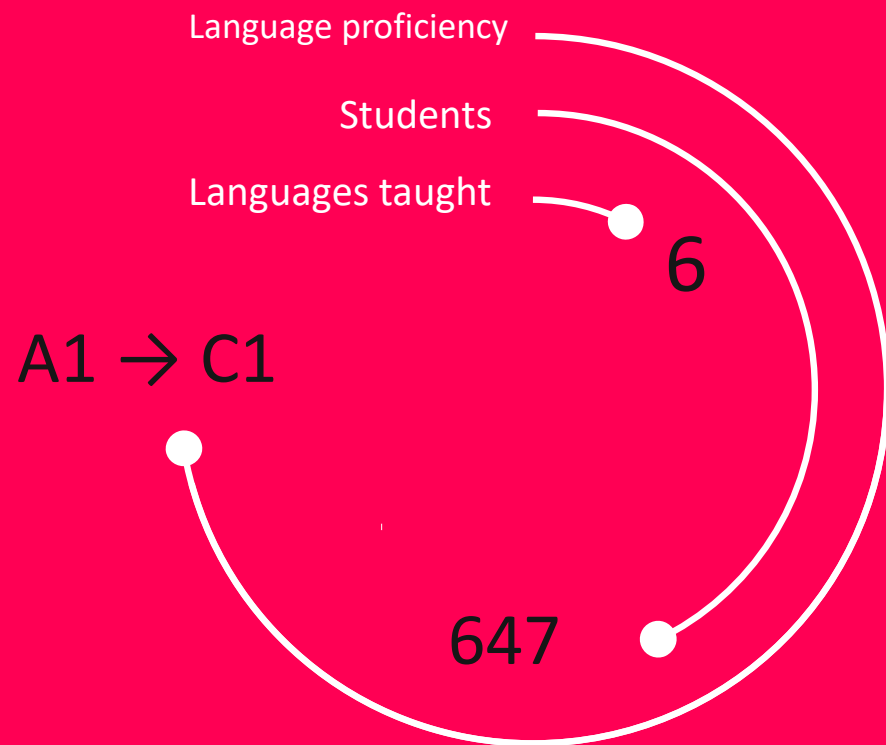 Language proficiency
Students
Languages taught
6
A1 → C1
647